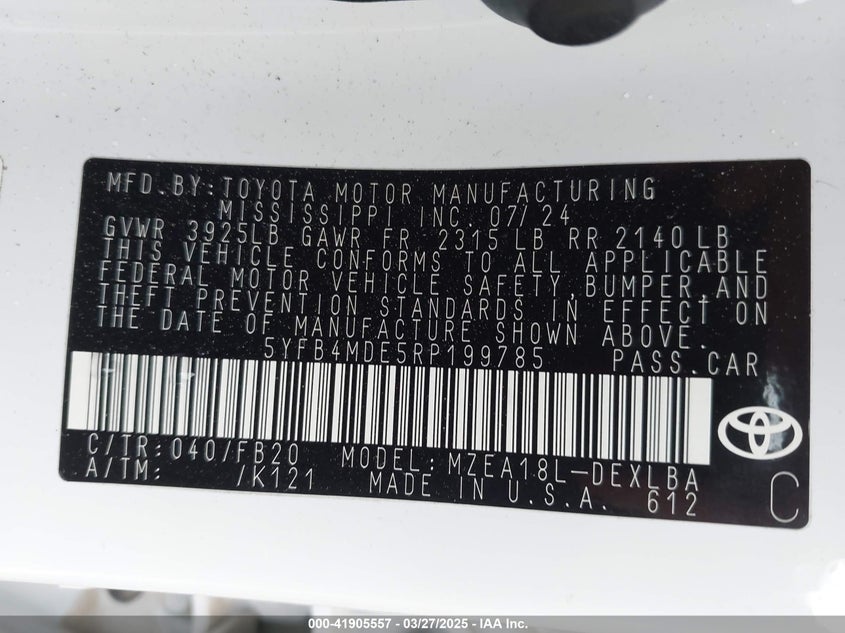 MFD.BY:TOYOTA MOTOR MANUFACTURING
MISSISSIPPI INC. 07/24
GVWR 3925LB GAWR FR 2315 LB RR 2140 LB
THIS VEHICLE CONFORMS TO ALL APPLICABLE
FEDERAL MOTOR VEHICLE SAFETY,BUMPER,AND
THEFT PREVENTION STANDARDS IN EFFECT ON
THE DATE OF MANUFACTURE SHOWN ABOVE.
5YFB4MDE5RP199785 PASS.CAR
C/TR:040/FB20 MODEL:MZEA18L-DEXLBA
A/TM: /K121 MADE IN U.S.A. 612
C
000-41905557 — 03/27/2025 — IAA Inc.